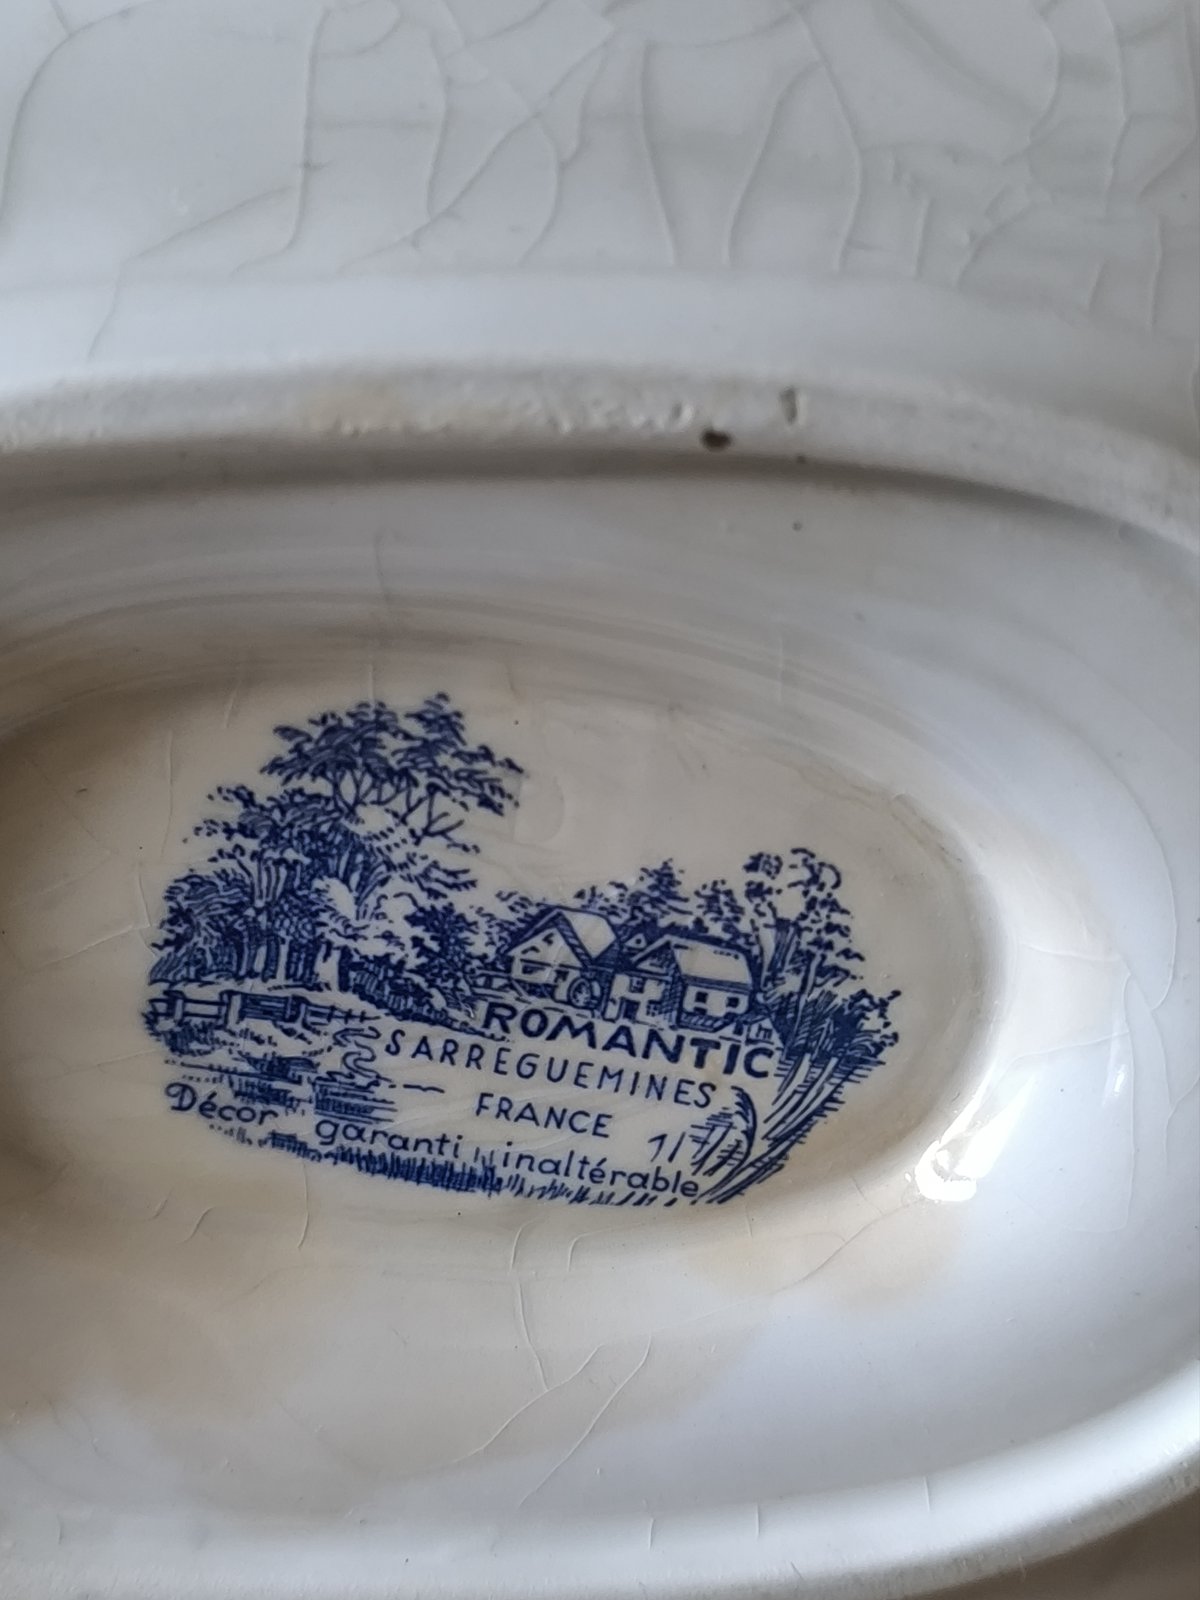 ROMANTIC
SARREGUEMINES
FRANCE
Décor garanti inaltérable